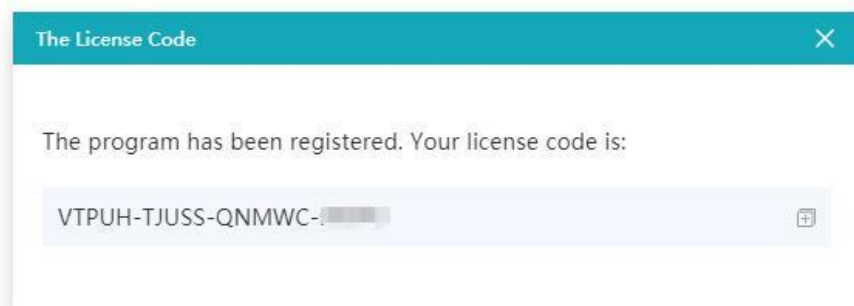 The License Code
The program has been registered. Your license code is:
VTPUH-TJUSS-QNMWC-